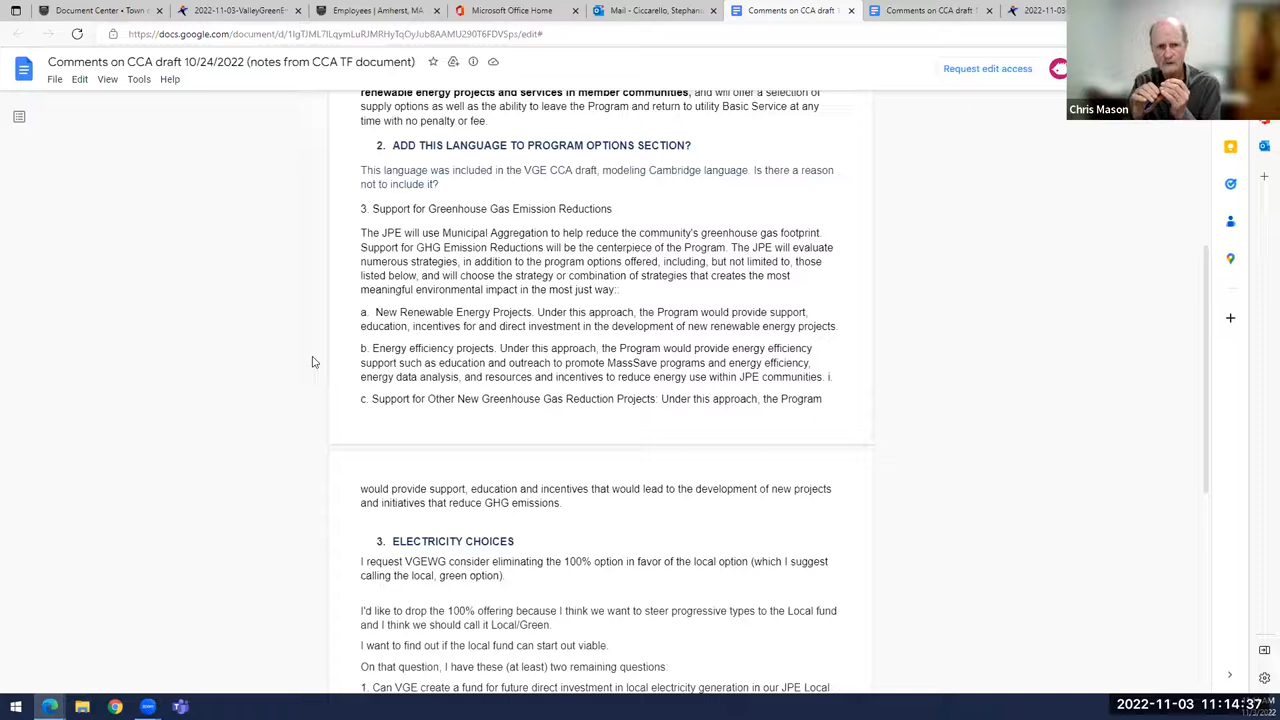 Document Center • Town
2022-11-03-ValleyGreenE
Employees | Amherst, MA
Microsoft Office Home
Mail - Ciccarello, Stephanie
Comments on CCA draft 10/
Comments on CCA draft
2022-11-03
https://docs.google.com/document/d/
Comments on CCA draft 10/24/2022 (notes from CCA TF document)
File Edit View Tools Help
Request edit access
Chris Mason
renewable energy projects and services in member communities, and will offer a selection of
supply options as well as the ability to leave the Program and return to utility Basic Service at any
time with no penalty or fee.
2. ADD THIS LANGUAGE TO PROGRAM OPTIONS SECTION?
This language was included in the VGE CCA draft, modeling Cambridge language. Is there a reason
not to include it?
3. Support for Greenhouse Gas Emission Reductions
The JPE will use Municipal Aggregation to help reduce the community's greenhouse gas footprint.
Support for GHG Emission Reductions will be the centerpiece of the Program. The JPE will evaluate
numerous strategies, in addition to the program options offered, including, but not limited to, those
listed below, and will choose the strategy or combination of strategies that creates the most
meaningful environmental impact in the most just way::
a. New Renewable Energy Projects. Under this approach, the Program would provide support,
education, incentives for and direct investment in the development of new renewable energy projects.
b. Energy efficiency projects. Under this approach, the Program would provide energy efficiency
support such as education and outreach to promote MassSave programs and energy efficiency,
energy data analysis, and resources and incentives to reduce energy use within JPE communities. i.
c. Support for Other New Greenhouse Gas Reduction Projects: Under this approach, the Program
would provide support, education and incentives that would lead to the development of new projects
and initiatives that reduce GHG emissions.
3. ELECTRICITY CHOICES
I request VGEWG consider eliminating the 100% option in favor of the local option (which I suggest
calling the local, green option).
I'd like to drop the 100% offering because I think we want to steer progressive types to the Local fund
and I think we should call it Local/Green.
I want to find out if the local fund can start out viable.
On that question, I have these (at least) two remaining questions:
1. Can VGE create a fund for future direct investment in local electricity generation in our JPE Local
2022-11-03 11:14:37